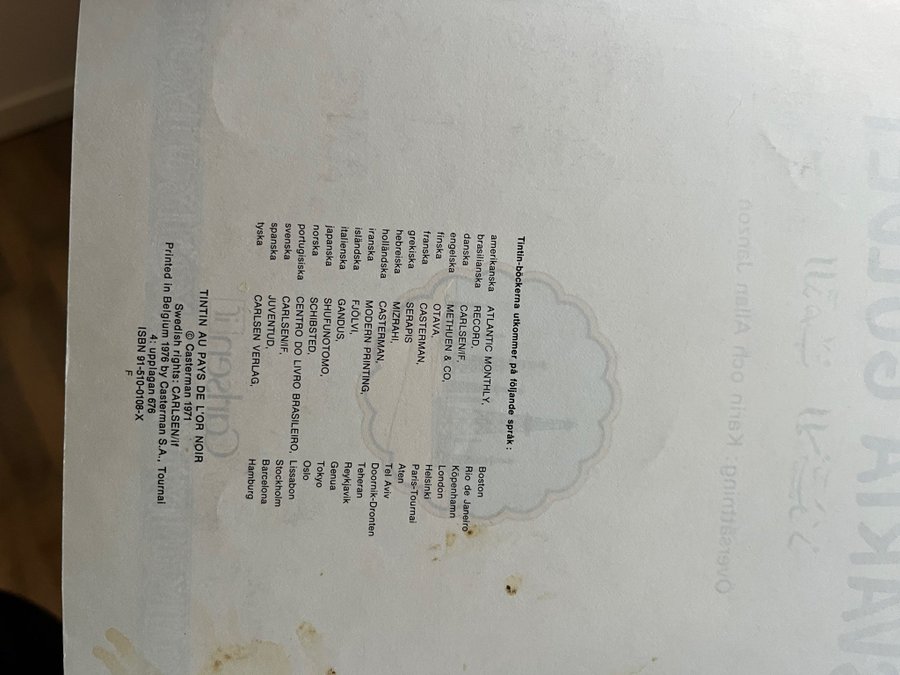 Tintin-böckerna utkommer på följande språk :
amerikanska ATLANTIC MONTHLY, Boston
brasilianska RECORD, Rio de Janeiro
danska CARLSEN/IF, Köpenhamn
engelska METHUEN & CO, London
finska OTAVA, Helsinki
franska CASTERMAN, Paris-Tournai
grekiska SERAPIS Aten
hebreiska MIZRAHI, Tel Aviv
holländska CASTERMAN, Doornik-Dronten
iranska MODERN PRINTING, Teheran
isländska FJÖLVI, Reykjavik
italienska GANDUS, Genua
japanska SHUFUNOTOMO, Tokyo
norska SCHIBSTED, Oslo
portugisiska CENTRO DO LIVRO BRASILEIRO, Lissabon
svenska CARLSEN/IF, Stockholm
spanska JUVENTUD, Barcelona
tyska CARLSEN VERLAG, Hamburg
TINTIN AU PAYS DE L'OR NOIR
© Casterman 1971
Swedish rights: CARLSEN/if
Printed in Belgium 1976 by Casterman S.A., Tournai
4: upplagan 676
ISBN 91-510-0108-X
F